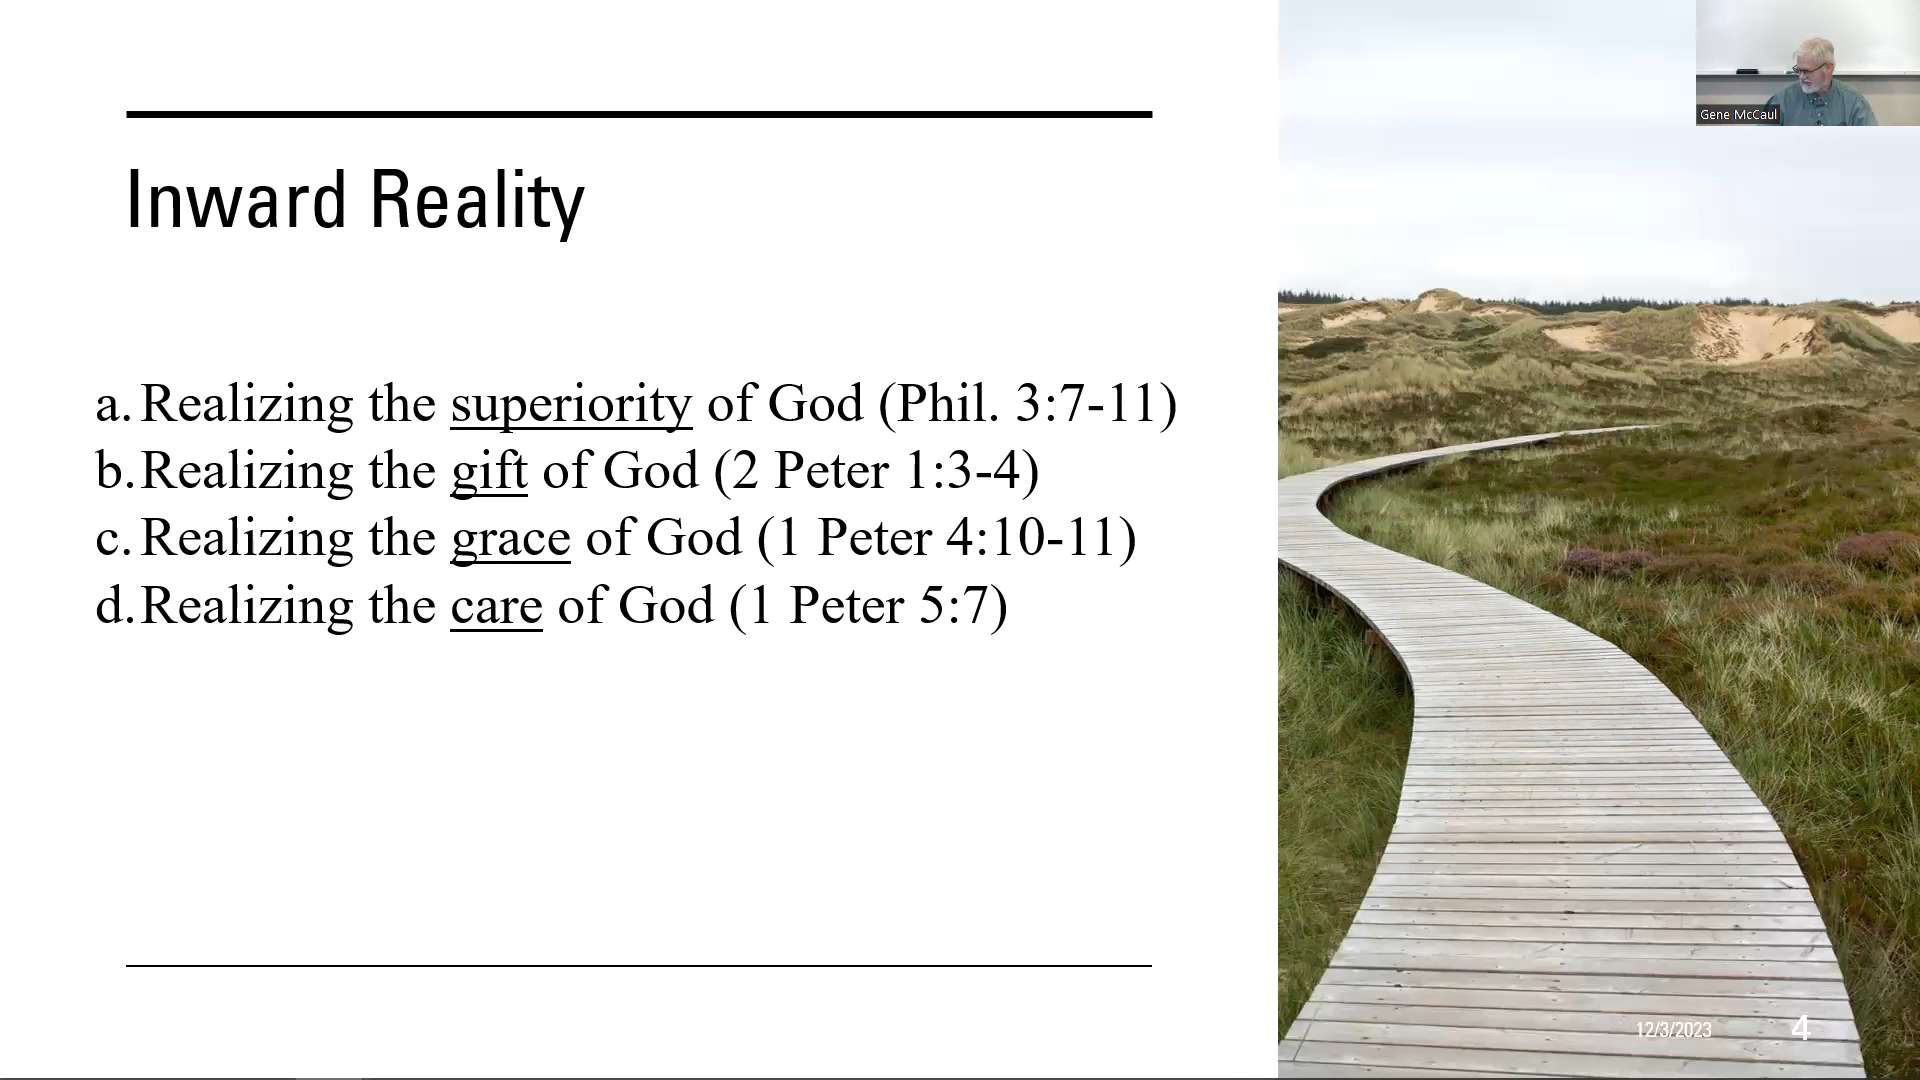 Gene McCaul
Inward Reality
a. Realizing the superiority of God (Phil. 3:7-11)
b. Realizing the gift of God (2 Peter 1:3-4)
c. Realizing the grace of God (1 Peter 4:10-11)
d. Realizing the care of God (1 Peter 5:7)
12/3/2023
4